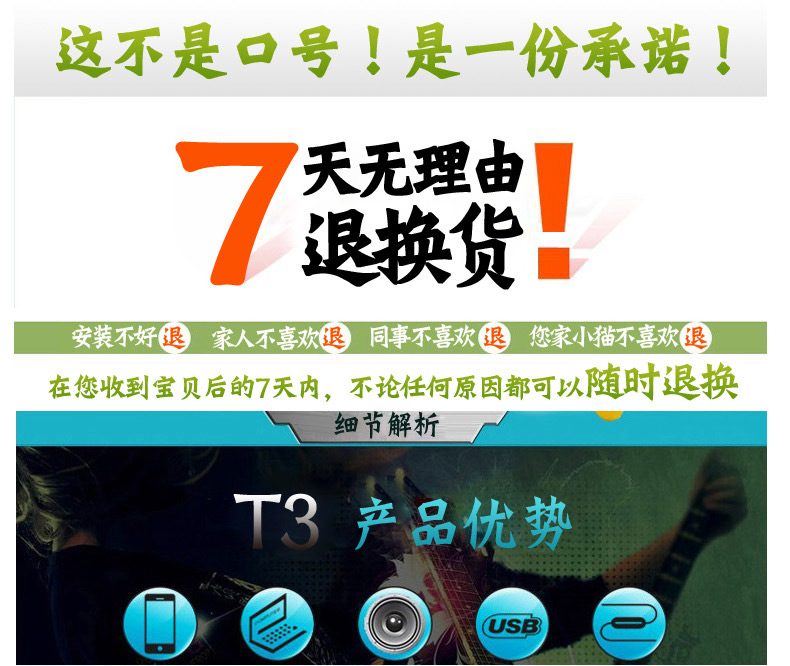 这不是口号！是一份承诺！
7天无理由
退换货！
安装不好退 家人不喜欢退 同事不喜欢退 您家小猫不喜欢退
在您收到宝贝后的7天内，不论任何原因都可以随时退换
细节解析
T3 产品优势
USB